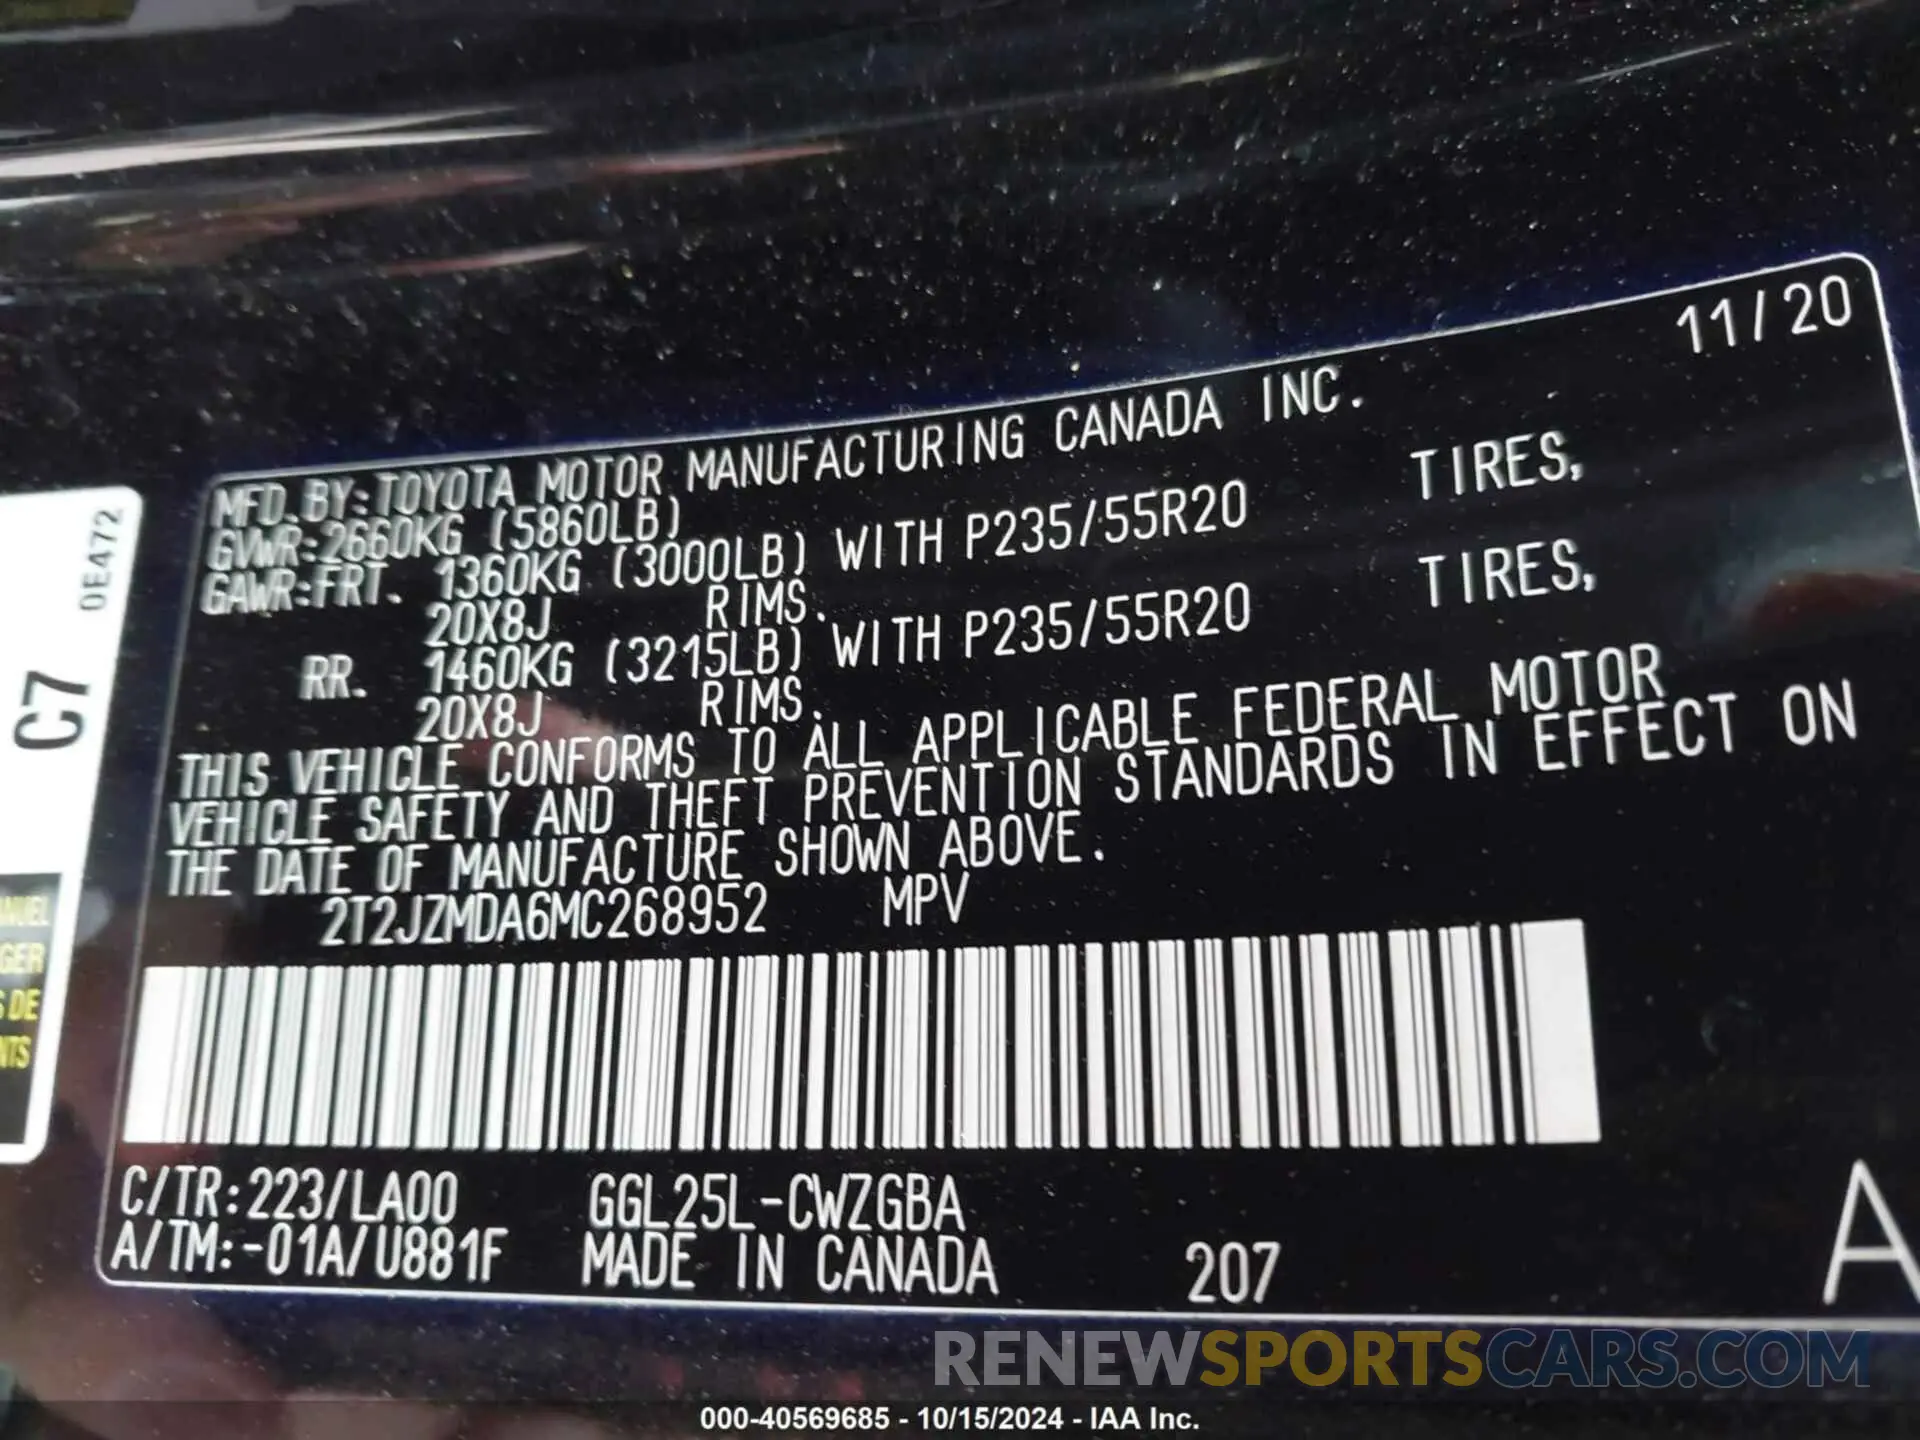 11/20
MFD.BY:TOYOTA MOTOR MANUFACTURING CANADA INC.
GVWR:2660KG (5860LB)
GAWR:FRT. 1360KG (3000LB) WITH P235/55R20 TIRES,
20X8J RIMS.
RR. 1460KG (3215LB) WITH P235/55R20 TIRES,
20X8J RIMS.
THIS VEHICLE CONFORMS TO ALL APPLICABLE FEDERAL MOTOR
VEHICLE SAFETY AND THEFT PREVENTION STANDARDS IN EFFECT ON
THE DATE OF MANUFACTURE SHOWN ABOVE.
2T2JZMDA6MC268952 MPV
C/TR:223/LA00 GGL25L-CWZGBA
A/TM:-01A/U881F MADE IN CANADA 207
A
0E472
C7
DE
RENEWSPORTSCARS.COM
000-40569685 - 10/15/2024 - IAA Inc.